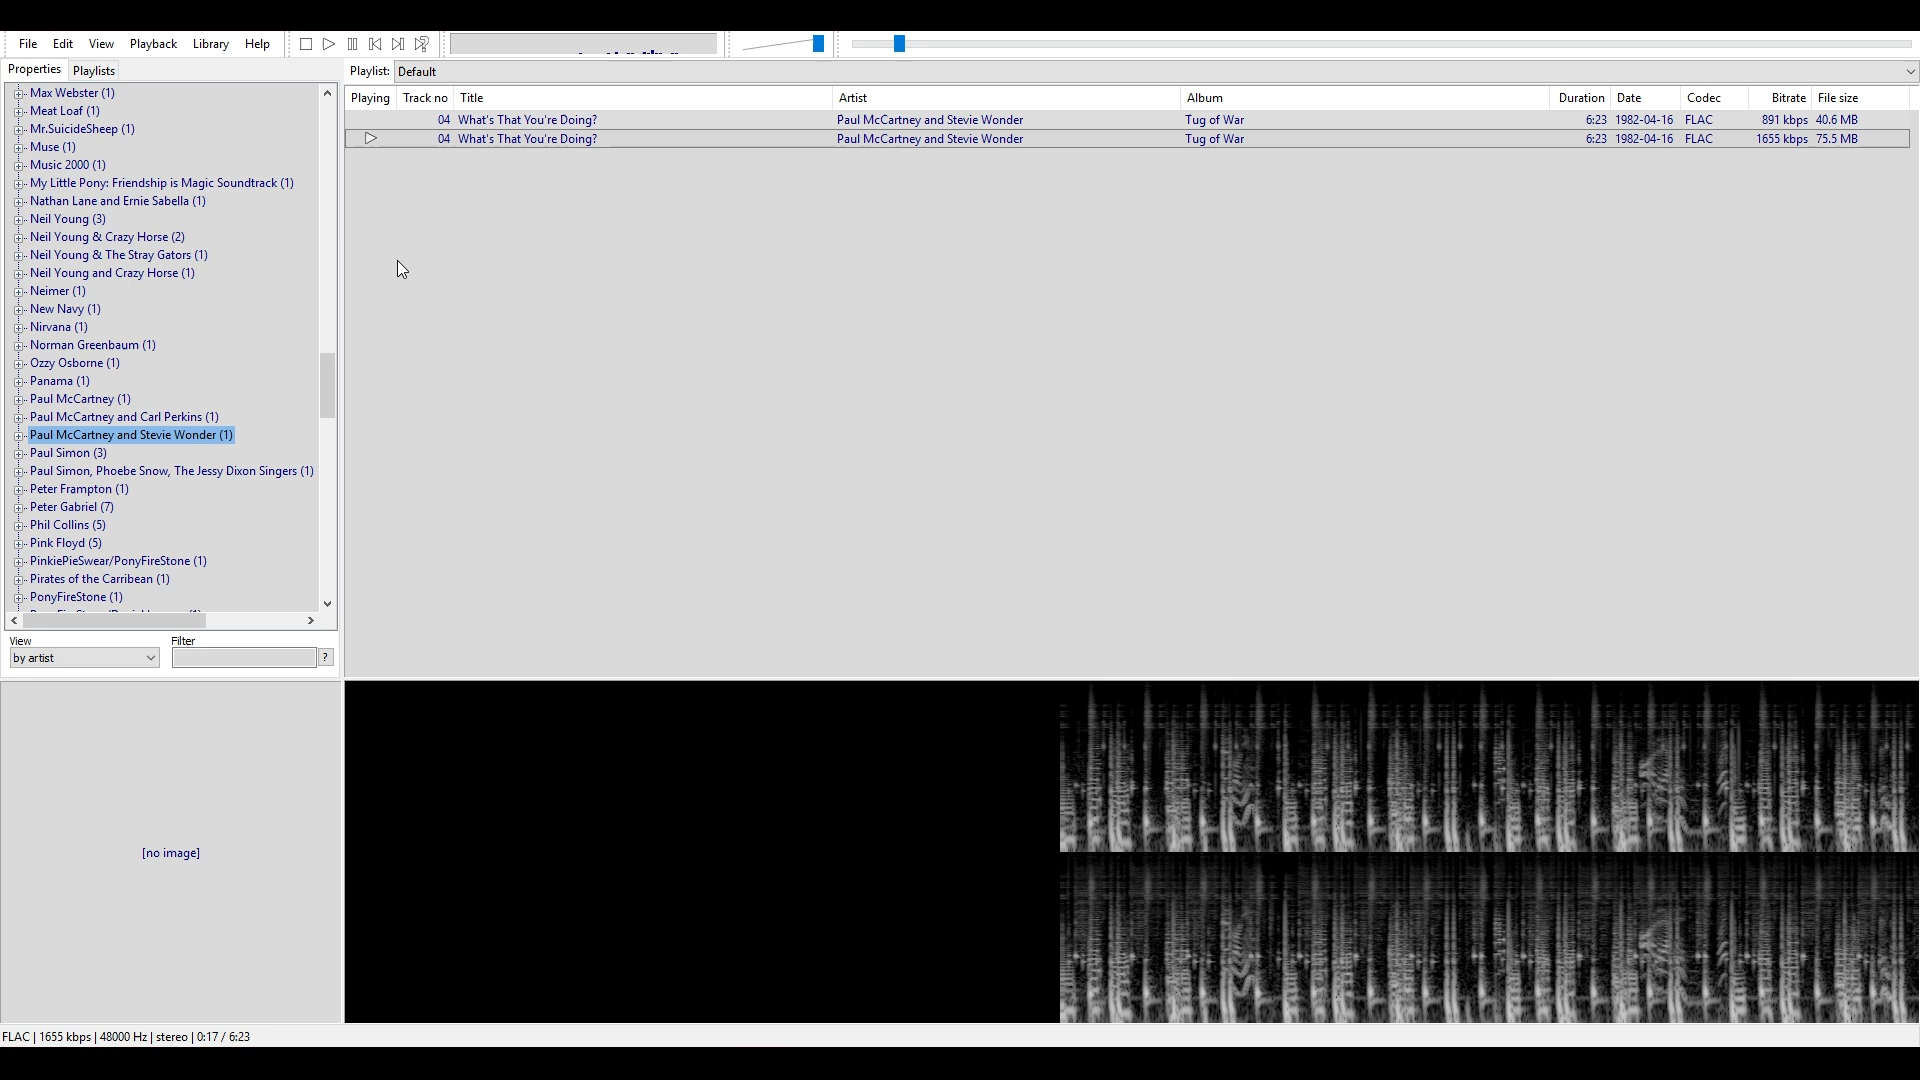 File Edit View Playback Library Help
Properties Playlists
Playlist: Default
Playing Track no Title Artist Album Duration Date Codec Bitrate File size
04 What's That You're Doing? Paul McCartney and Stevie Wonder Tug of War 6:23 1982-04-16 FLAC 891 kbps 40.6 MB
04 What's That You're Doing? Paul McCartney and Stevie Wonder Tug of War 6:23 1982-04-16 FLAC 1655 kbps 75.5 MB
Max Webster (1)
Meat Loaf (1)
Mr.SuicideSheep (1)
Muse (1)
Music 2000 (1)
My Little Pony: Friendship is Magic Soundtrack (1)
Nathan Lane and Ernie Sabella (1)
Neil Young (3)
Neil Young & Crazy Horse (2)
Neil Young & The Stray Gators (1)
Neil Young and Crazy Horse (1)
Neimer (1)
New Navy (1)
Nirvana (1)
Norman Greenbaum (1)
Ozzy Osborne (1)
Panama (1)
Paul McCartney (1)
Paul McCartney and Carl Perkins (1)
Paul McCartney and Stevie Wonder (1)
Paul Simon (3)
Paul Simon, Phoebe Snow, The Jessy Dixon Singers (1)
Peter Frampton (1)
Peter Gabriel (7)
Phil Collins (5)
Pink Floyd (5)
PinkiePieSwear/PonyFireStone (1)
Pirates of the Carribean (1)
PonyFireStone (1)
View Filter
by artist ?
[no image]
FLAC | 1655 kbps | 48000 Hz | stereo | 0:17 / 6:23